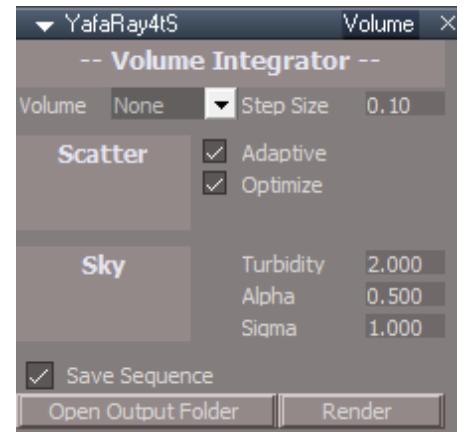 YafaRay4tS Volume
-- Volume Integrator --
Volume None Step Size 0.10
Scatter Adaptive
Optimize
Sky Turbidity 2.000
Alpha 0.500
Sigma 1.000
Save Sequence
Open Output Folder Render